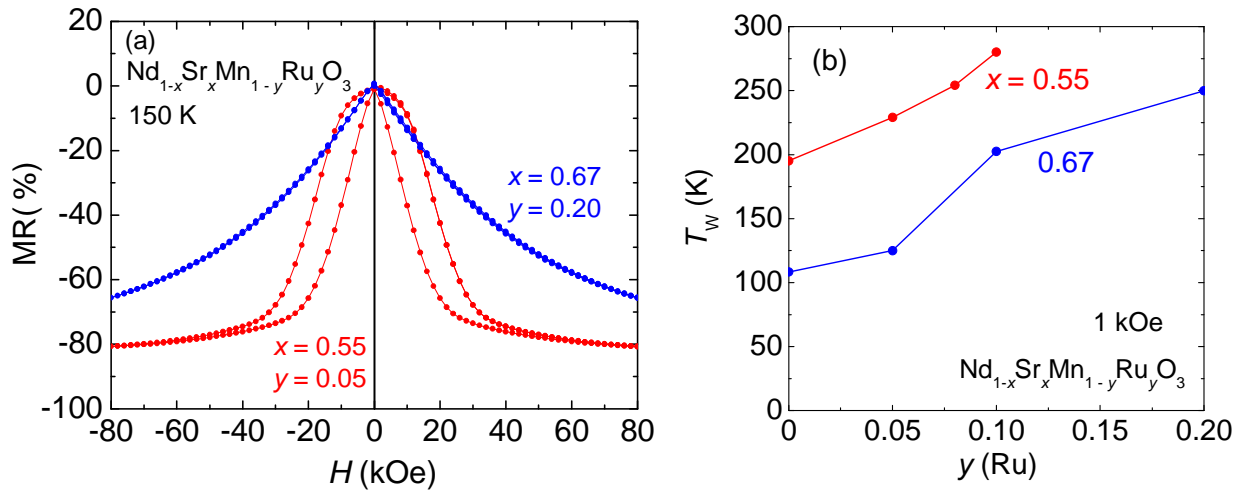 (a)
Nd1-xSrxMn1-yRuyO3
150 K
x = 0.67
y = 0.20
x = 0.55
y = 0.05
MR( %)
20
0
-20
-40
-60
-80
-100
-80 -60 -40 -20 0 20 40 60 80
H (kOe)
(b)
x = 0.55
0.67
1 kOe
Nd1-xSrxMn1 - yRuyO3
TW (K)
300
250
200
150
100
50
0
0 0.05 0.10 0.15 0.20
y (Ru)